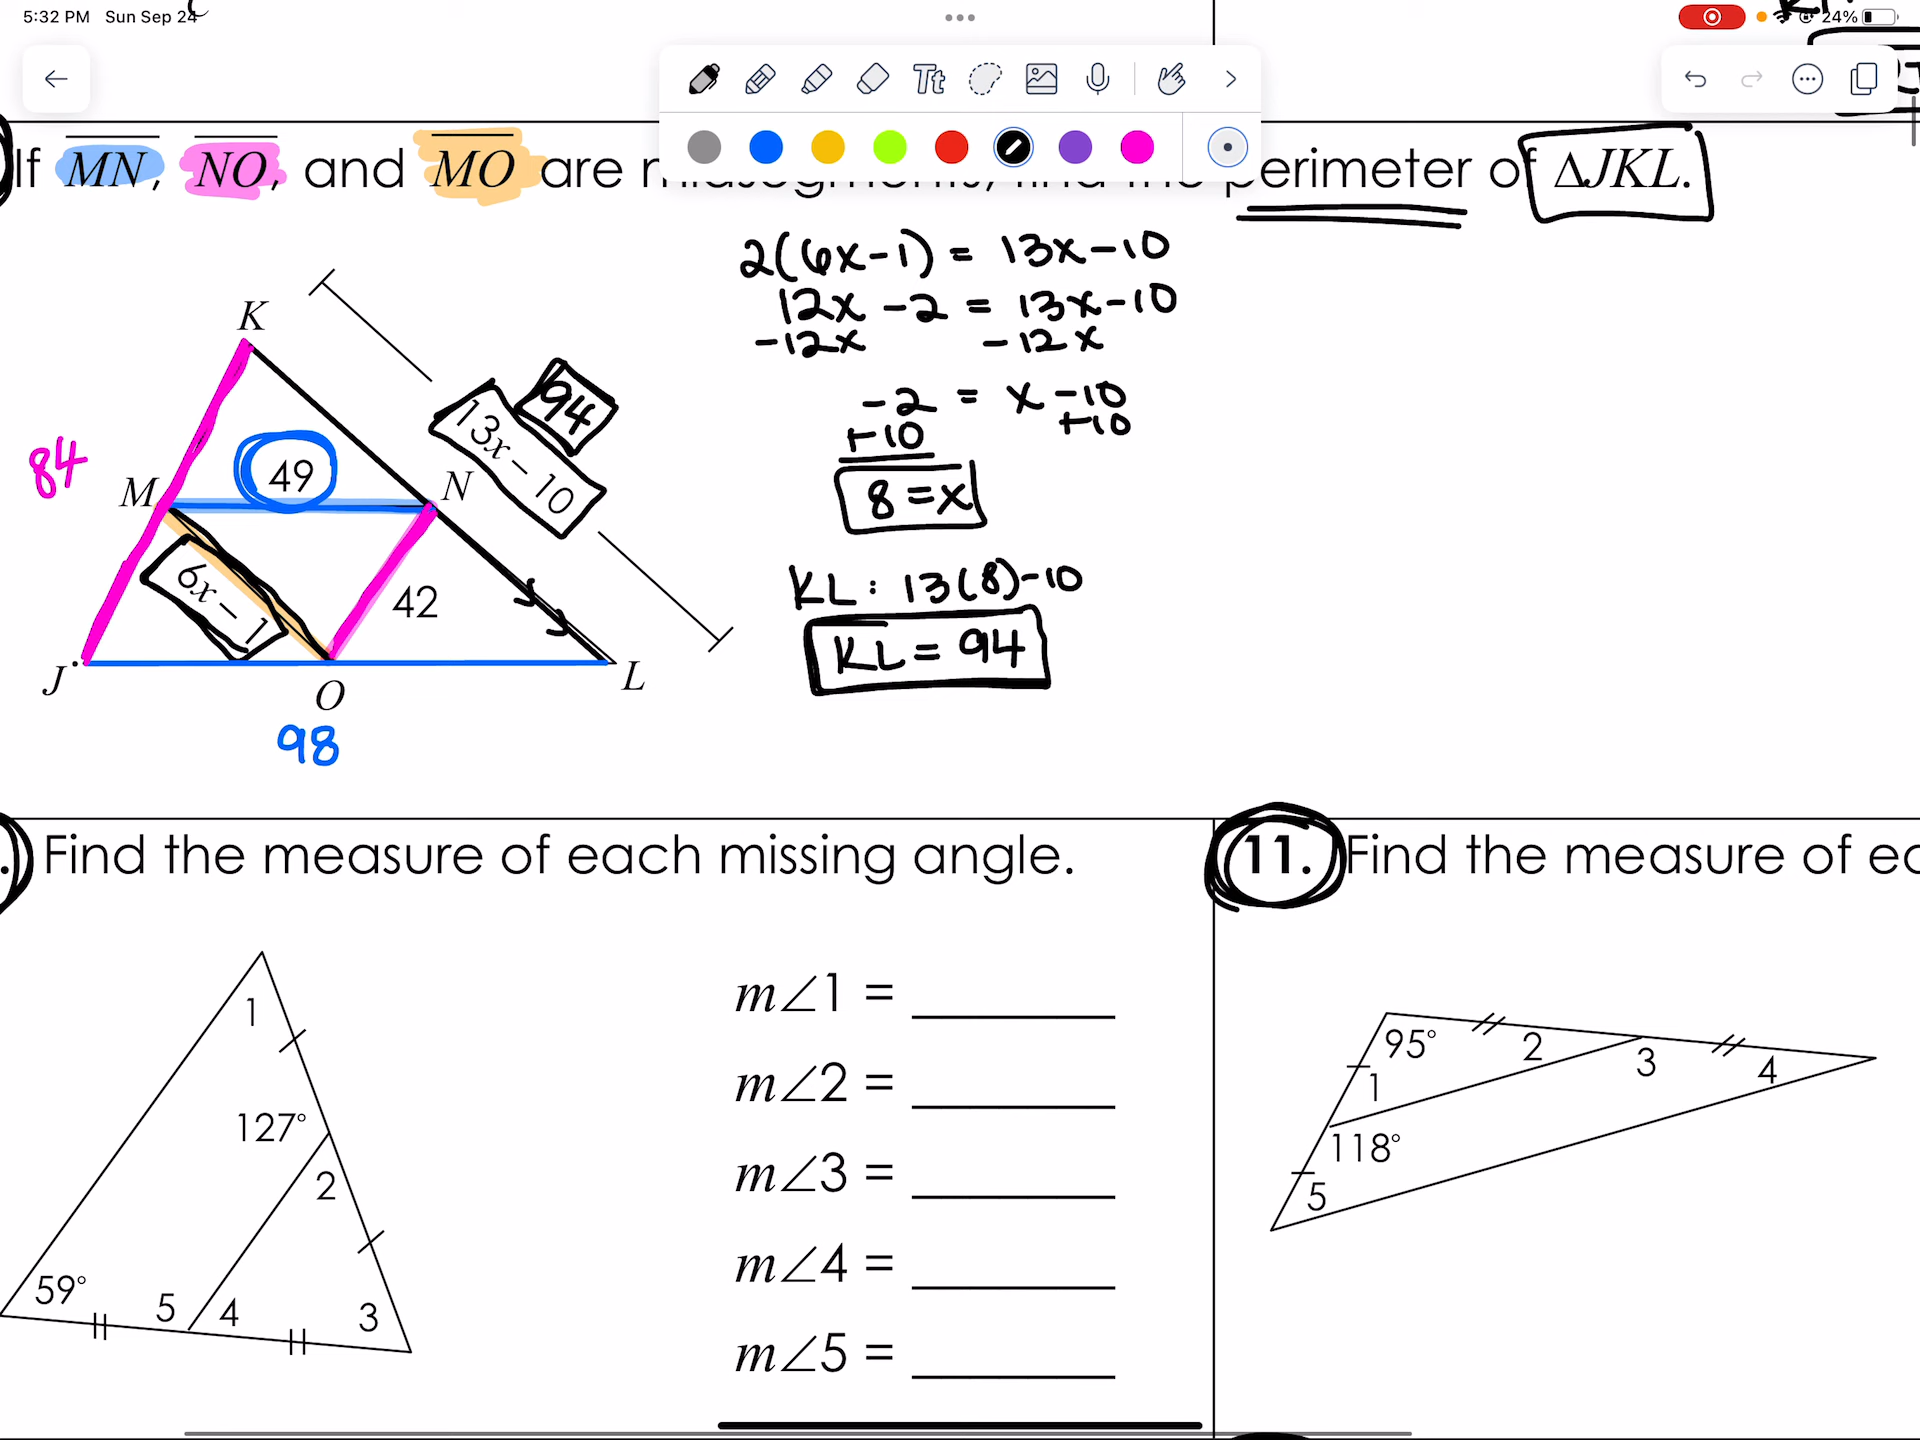 5:32 PM Sun Sep 24
24%
Tt
If MN, NO, and MO are midsegments, find the perimeter of ΔJKL.
2(6x-1) = 13x-10
12x -2 = 13x-10
-12x -12x
-2 = x -10
+10 +10
8 = x
KL: 13(8)-10
KL = 94
K
94
13x – 10
84
49
M
N
6x – 1
42
J
O
L
98
Find the measure of each missing angle.
1
127°
2
59°
5
4
3
m∠1 =
m∠2 =
m∠3 =
m∠4 =
m∠5 =
11. Find the measure of
95°
2
3
4
1
118°
5